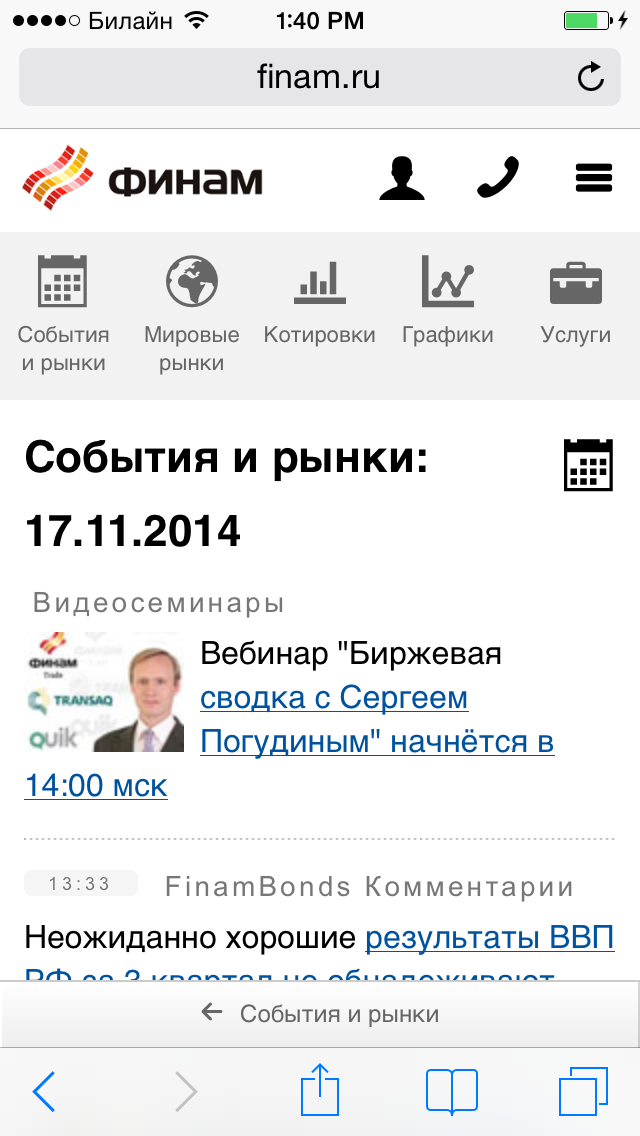 Билайн 1:40 PM
finam.ru
ФИНАМ
События и рынки
Мировые рынки
Котировки
Графики
Услуги
События и рынки:
17.11.2014
Видеосеминары
ФИНАМ
Trade
TRANSAQ
QUIK
Вебинар "Биржевая
сводка с Сергеем
Погудиным" начнётся в
14:00 мск
13:33 FinamBonds Комментарии
Неожиданно хорошие результаты ВВП
РФ за 3 квартал не обнадеживают
← События и рынки